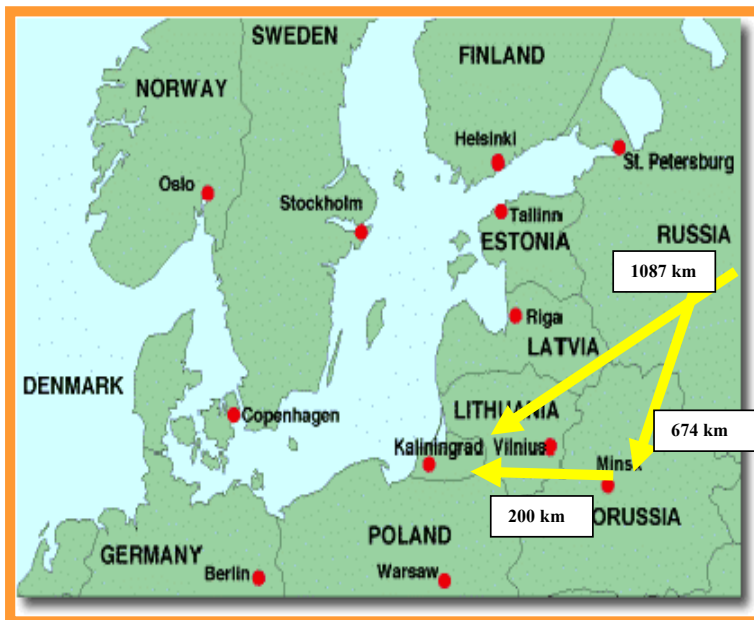 SWEDEN
FINLAND
NORWAY
Helsinki
St. Petersburg
Oslo
Stockholm
Tallinn
ESTONIA
RUSSIA
1087 km
Riga
LATVIA
DENMARK
LITHUANIA
Copenhagen
674 km
Kaliningrad Vilnius
Minsk
200 km
ORUSSIA
POLAND
GERMANY
Berlin
Warsaw